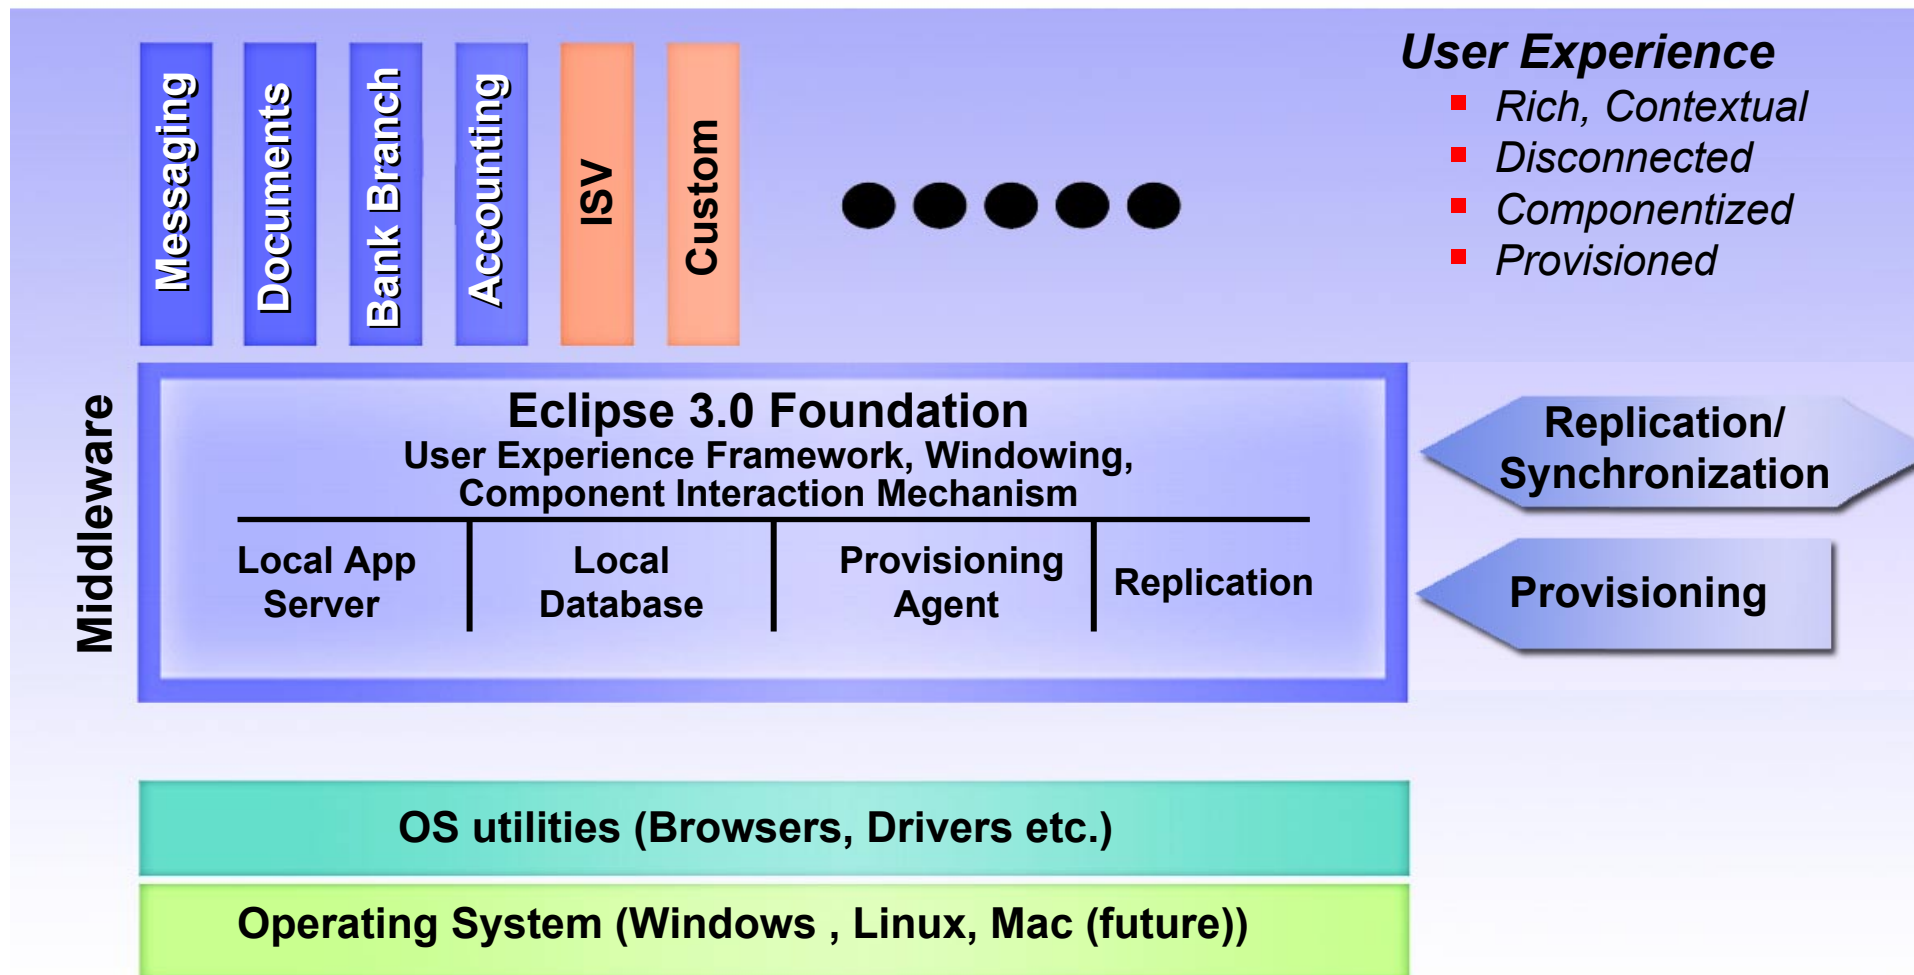 Messaging
Documents
Bank Branch
Accounting
ISV
Custom
User Experience
Rich, Contextual
Disconnected
Componentized
Provisioned
Middleware
Eclipse 3.0 Foundation
User Experience Framework, Windowing,
Component Interaction Mechanism
Local App
Server
Local
Database
Provisioning
Agent
Replication
Replication/
Synchronization
Provisioning
OS utilities (Browsers, Drivers etc.)
Operating System (Windows , Linux, Mac (future))